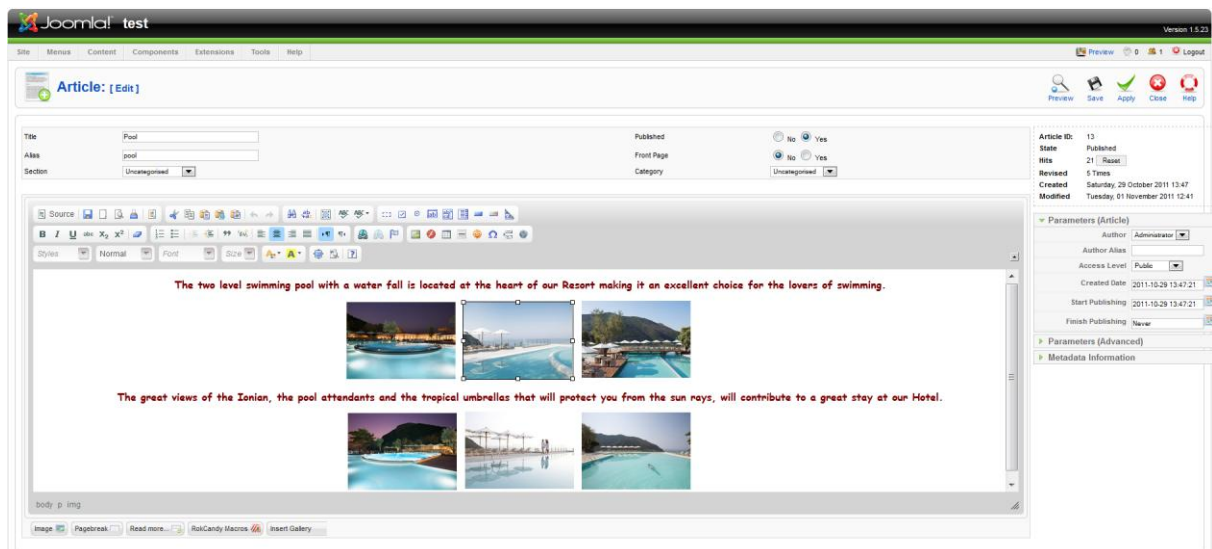 Joomla! test
Version 1.5.23
Site Menus Content Components Extensions Tools Help
Preview 0 1 Logout
Article: [ Edit ]
Preview Save Apply Close Help
Title Pool Published No Yes
Alias pool Front Page No Yes
Section Uncategorised Category Uncategorised
Article ID: 13
State Published
Hits 21 Reset
Revised 5 Times
Created Saturday, 29 October 2011 13:47
Modified Tuesday, 01 November 2011 12:41
Parameters (Article)
Author Administrator
Author Alias
Access Level Public
Created Date 2011-10-29 13:47:21
Start Publishing 2011-10-29 13:47:21
Finish Publishing Never
Parameters (Advanced)
Metadata Information
Source
B I U abc X₂ X²
Styles Normal Font Size
The two level swimming pool with a water fall is located at the heart of our Resort making it an excellent choice for the lovers of swimming.
The great views of the Ionian, the pool attendants and the tropical umbrellas that will protect you from the sun rays, will contribute to a great stay at our Hotel.
body p img
Image Pagebreak Read more... RokCandy Macros Insert Gallery